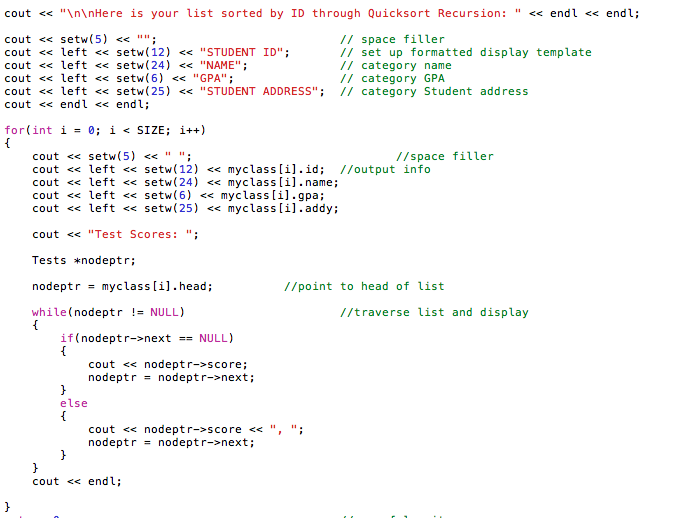 cout << "\n\nHere is your list sorted by ID through Quicksort Recursion: " << endl << endl;
cout << setw(5) << ""; // space filler
cout << left << setw(12) << "STUDENT ID"; // set up formatted display template
cout << left << setw(24) << "NAME"; // category name
cout << left << setw(6) << "GPA"; // category GPA
cout << left << setw(25) << "STUDENT ADDRESS"; // category Student address
cout << endl << endl;
for(int i = 0; i < SIZE; i++)
{
cout << setw(5) << " "; //space filler
cout << left << setw(12) << myclass[i].id; //output info
cout << left << setw(24) << myclass[i].name;
cout << left << setw(6) << myclass[i].gpa;
cout << left << setw(25) << myclass[i].addy;
cout << "Test Scores: ";
Tests *nodeptr;
nodeptr = myclass[i].head; //point to head of list
while(nodeptr != NULL) //traverse list and display
{
if(nodeptr->next == NULL)
{
cout << nodeptr->score;
nodeptr = nodeptr->next;
}
else
{
cout << nodeptr->score << ", ";
nodeptr = nodeptr->next;
}
}
cout << endl;
}